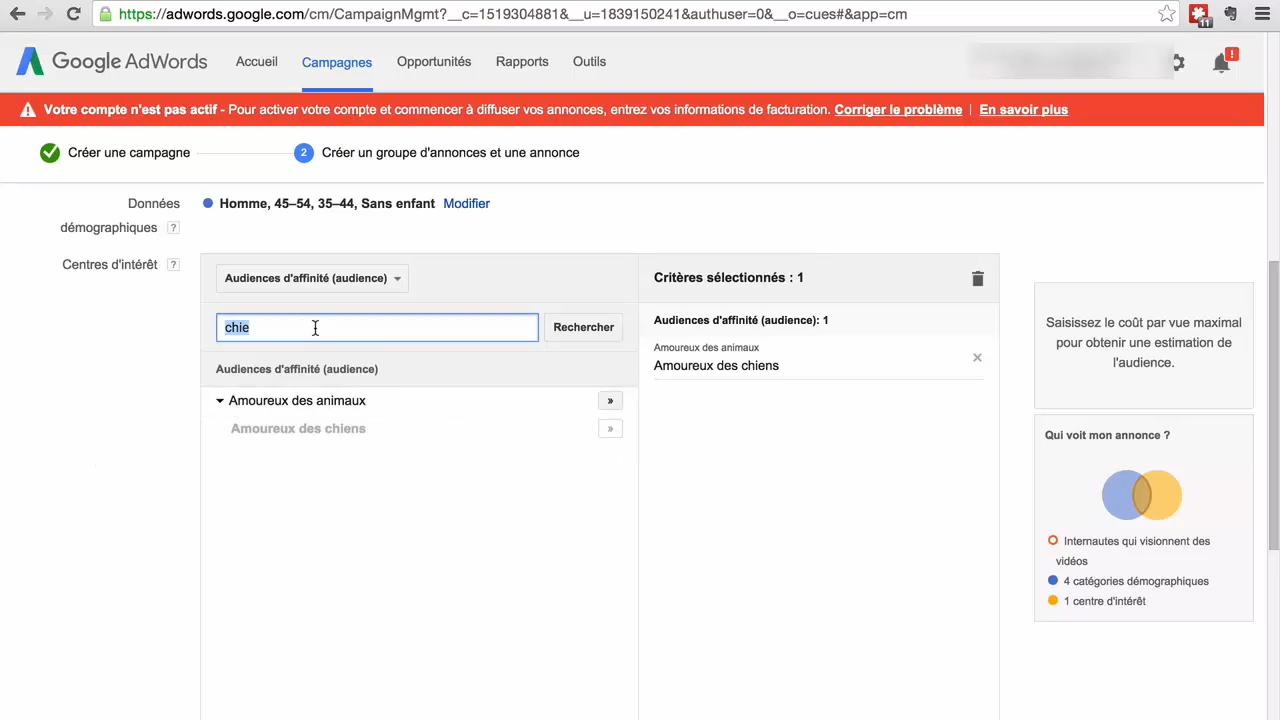 https://adwords.google.com/cm/CampaignMgmt?__c=1519304881&__u=1839150241&authuser=0&__o=cues#&app=cm
11
Google AdWords Accueil Campagnes Opportunités Rapports Outils
!
Votre compte n'est pas actif - Pour activer votre compte et commencer à diffuser vos annonces, entrez vos informations de facturation. Corriger le problème | En savoir plus
Créer une campagne 2 Créer un groupe d'annonces et une annonce
Données démographiques ? Homme, 45–54, 35–44, Sans enfant Modifier
Centres d'intérêt ?
Audiences d'affinité (audience)
chie Rechercher
Audiences d'affinité (audience)
Amoureux des animaux »
Amoureux des chiens »
Critères sélectionnés : 1
Audiences d'affinité (audience): 1
Amoureux des animaux
Amoureux des chiens
Saisissez le coût par vue maximal
pour obtenir une estimation de
l'audience.
Qui voit mon annonce ?
Internautes qui visionnent des
vidéos
4 catégories démographiques
1 centre d'intérêt